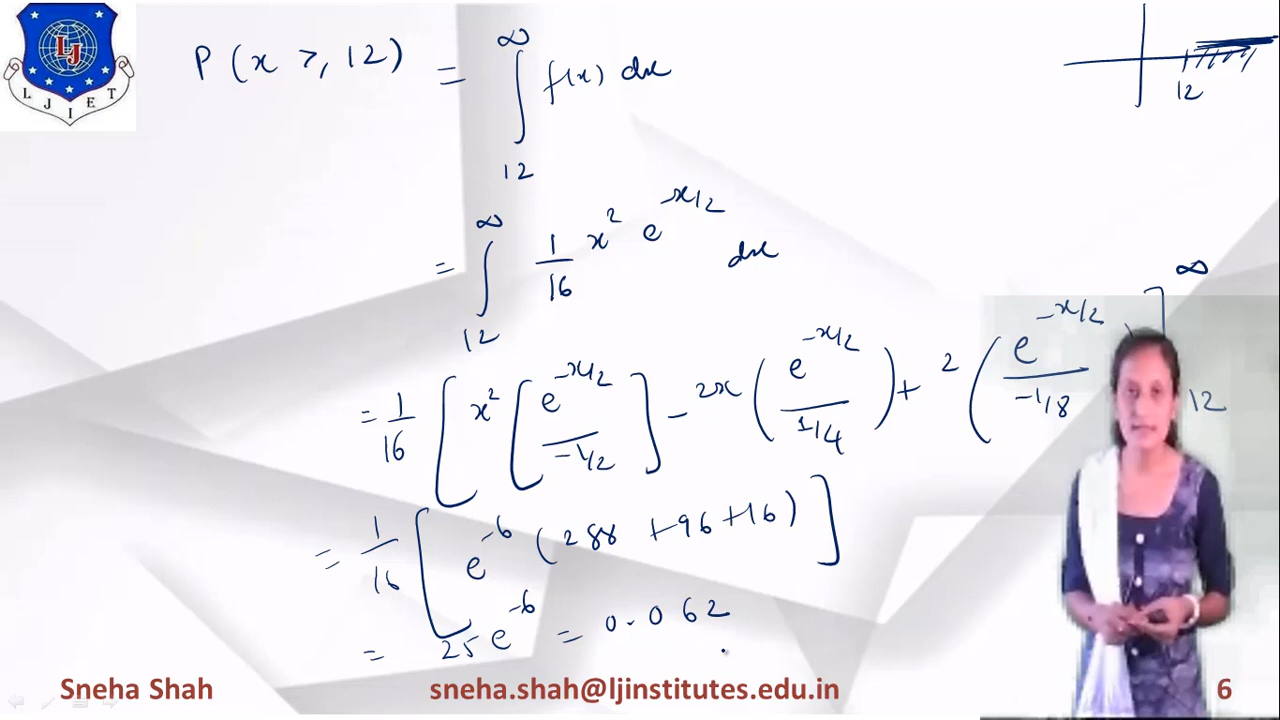 LJ
LJIET
P(x ≥ 12) = ∫₁₂^∞ f(x) dx
12
= ∫₁₂^∞ 1/16 x² e^(-x/2) dx
= 1/16 [x² [e^(-x/2) / (-1/2)] - 2x (e^(-x/2) / (1/4)) + 2 (e^(-x/2) / (-1/8))]₁₂^∞
= 1/16 [e^(-6) (288 + 96 + 16)]
= 25 e^(-6) = 0.062
Sneha Shah sneha.shah@ljinstitutes.edu.in 6